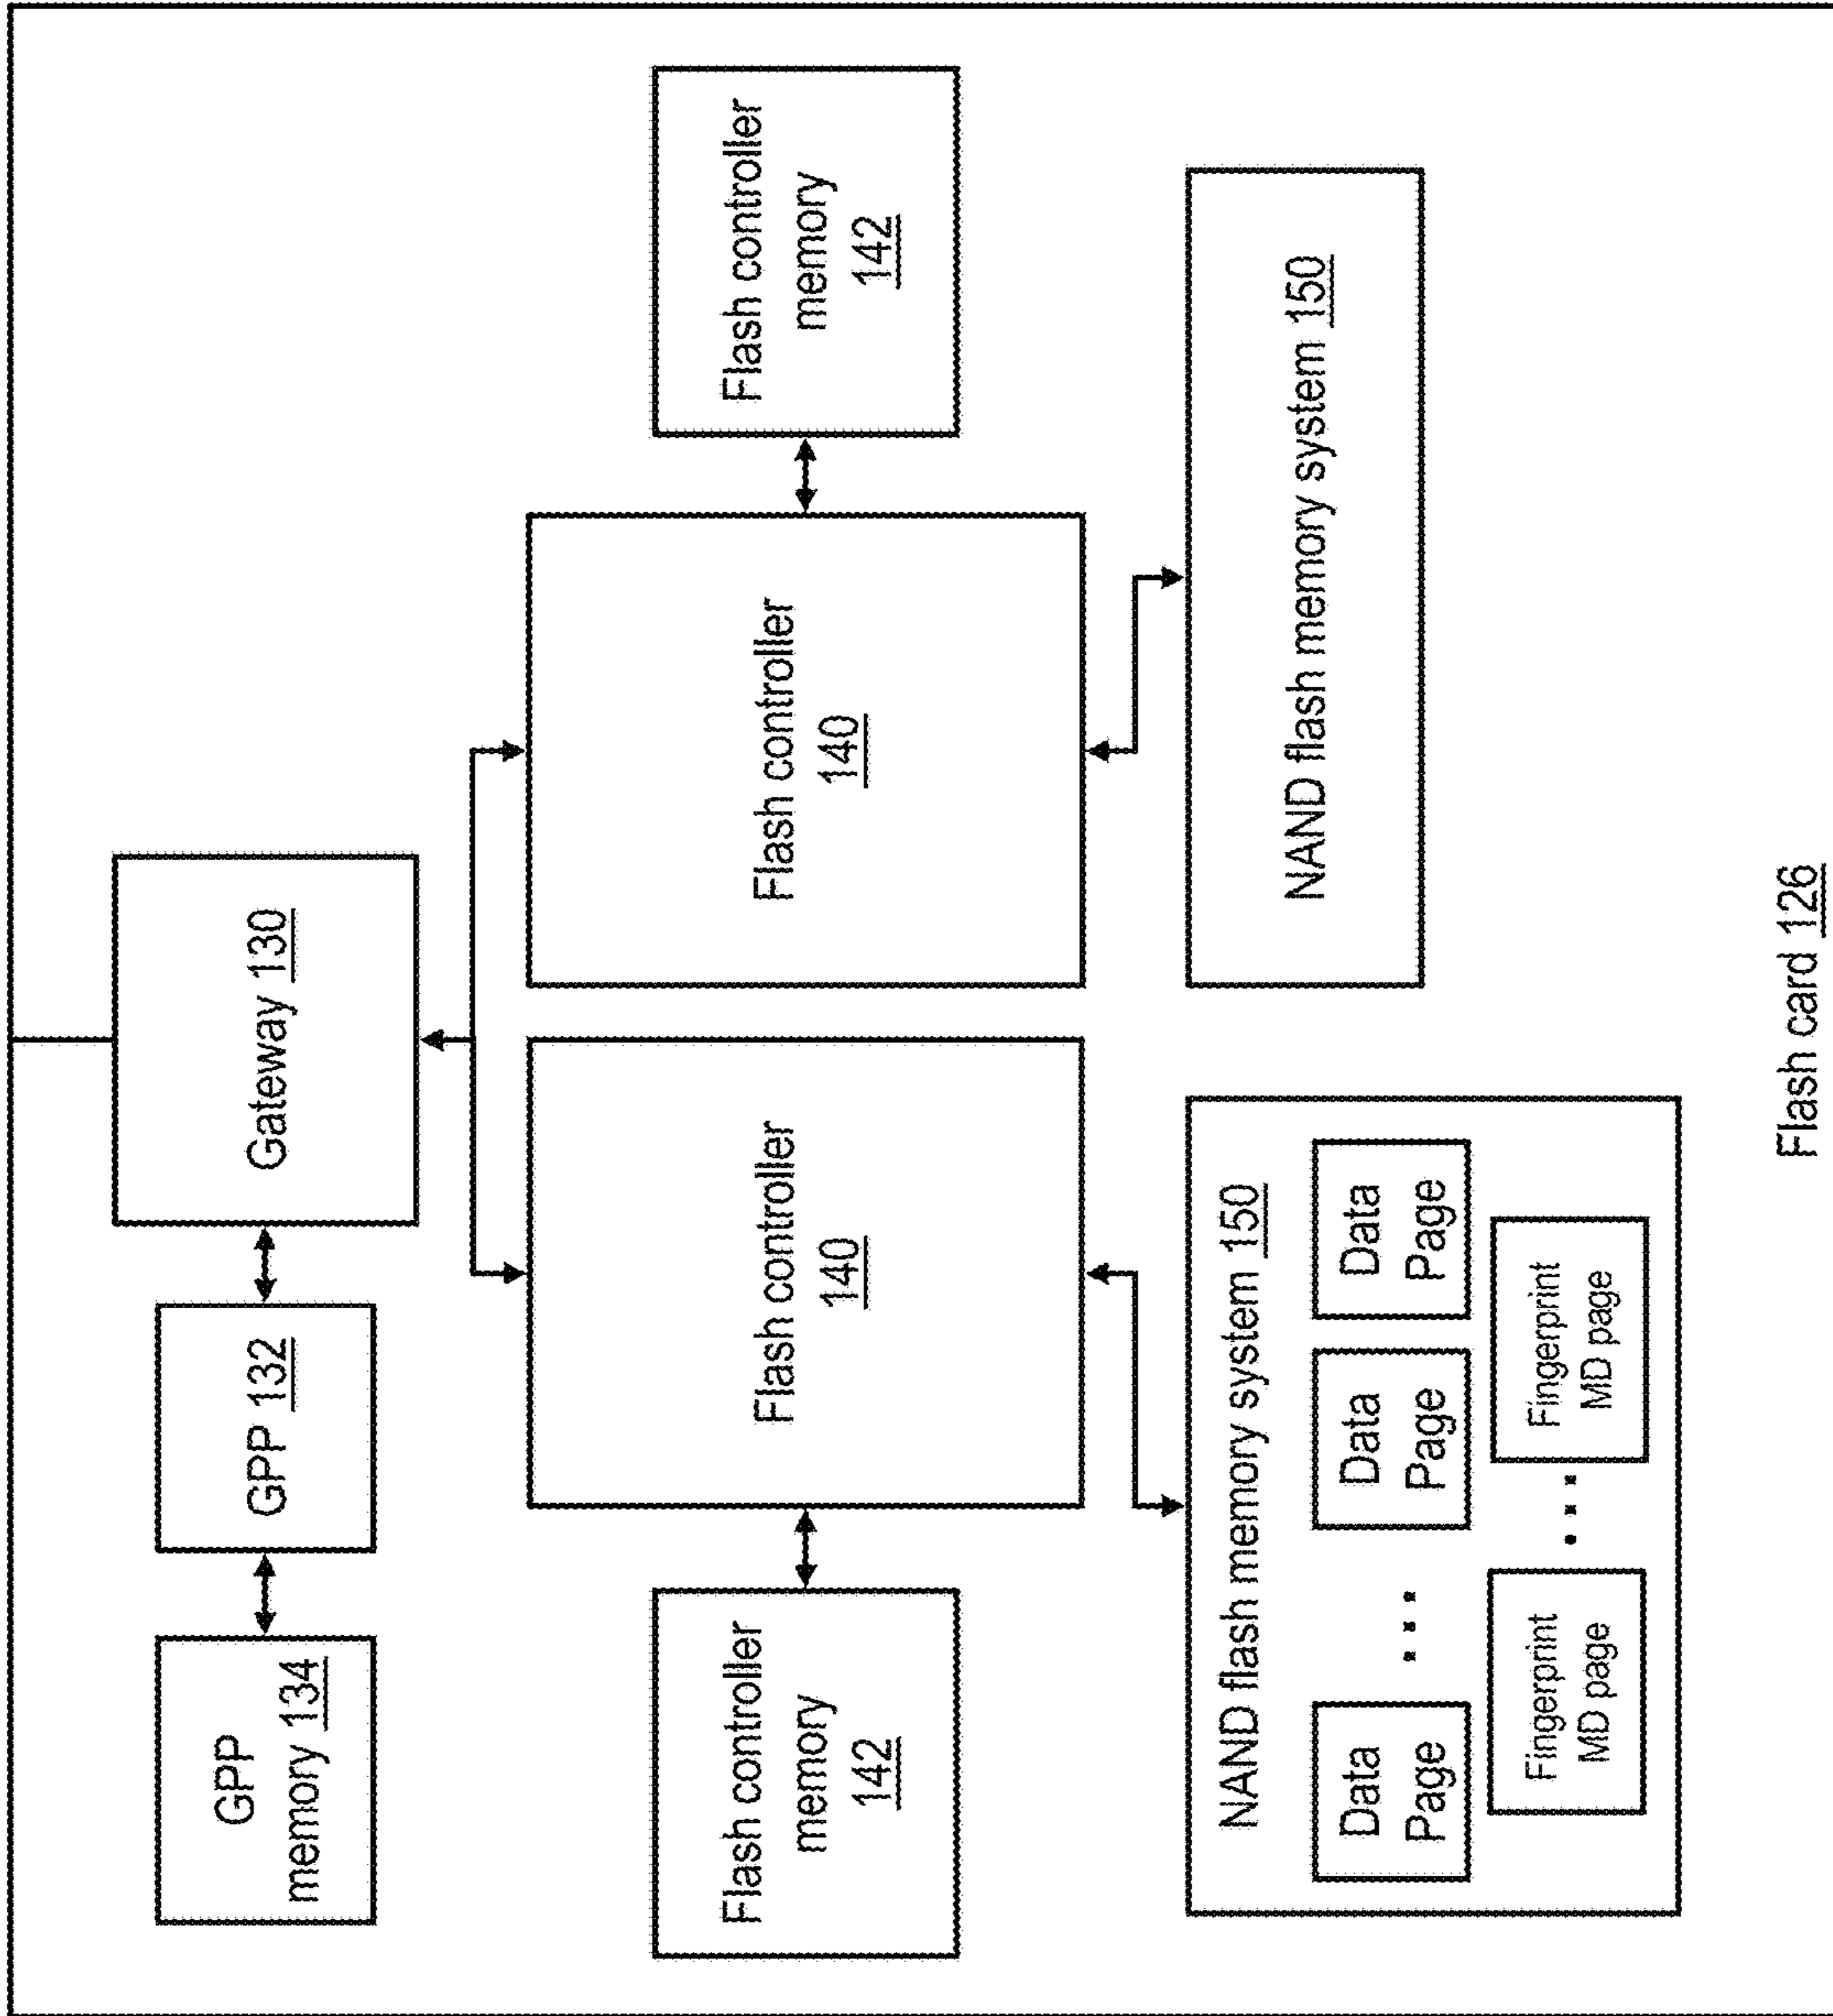 GPP
memory 134
GPP 132
Gateway 130
Flash controller
memory
142
Flash controller
140
Flash controller
140
Flash controller
memory
142
NAND flash memory system 150
Data
Page
...
Data
Page
Data
Page
Fingerprint
MD page
...
Fingerprint
MD page
NAND flash memory system 150
Flash card 126